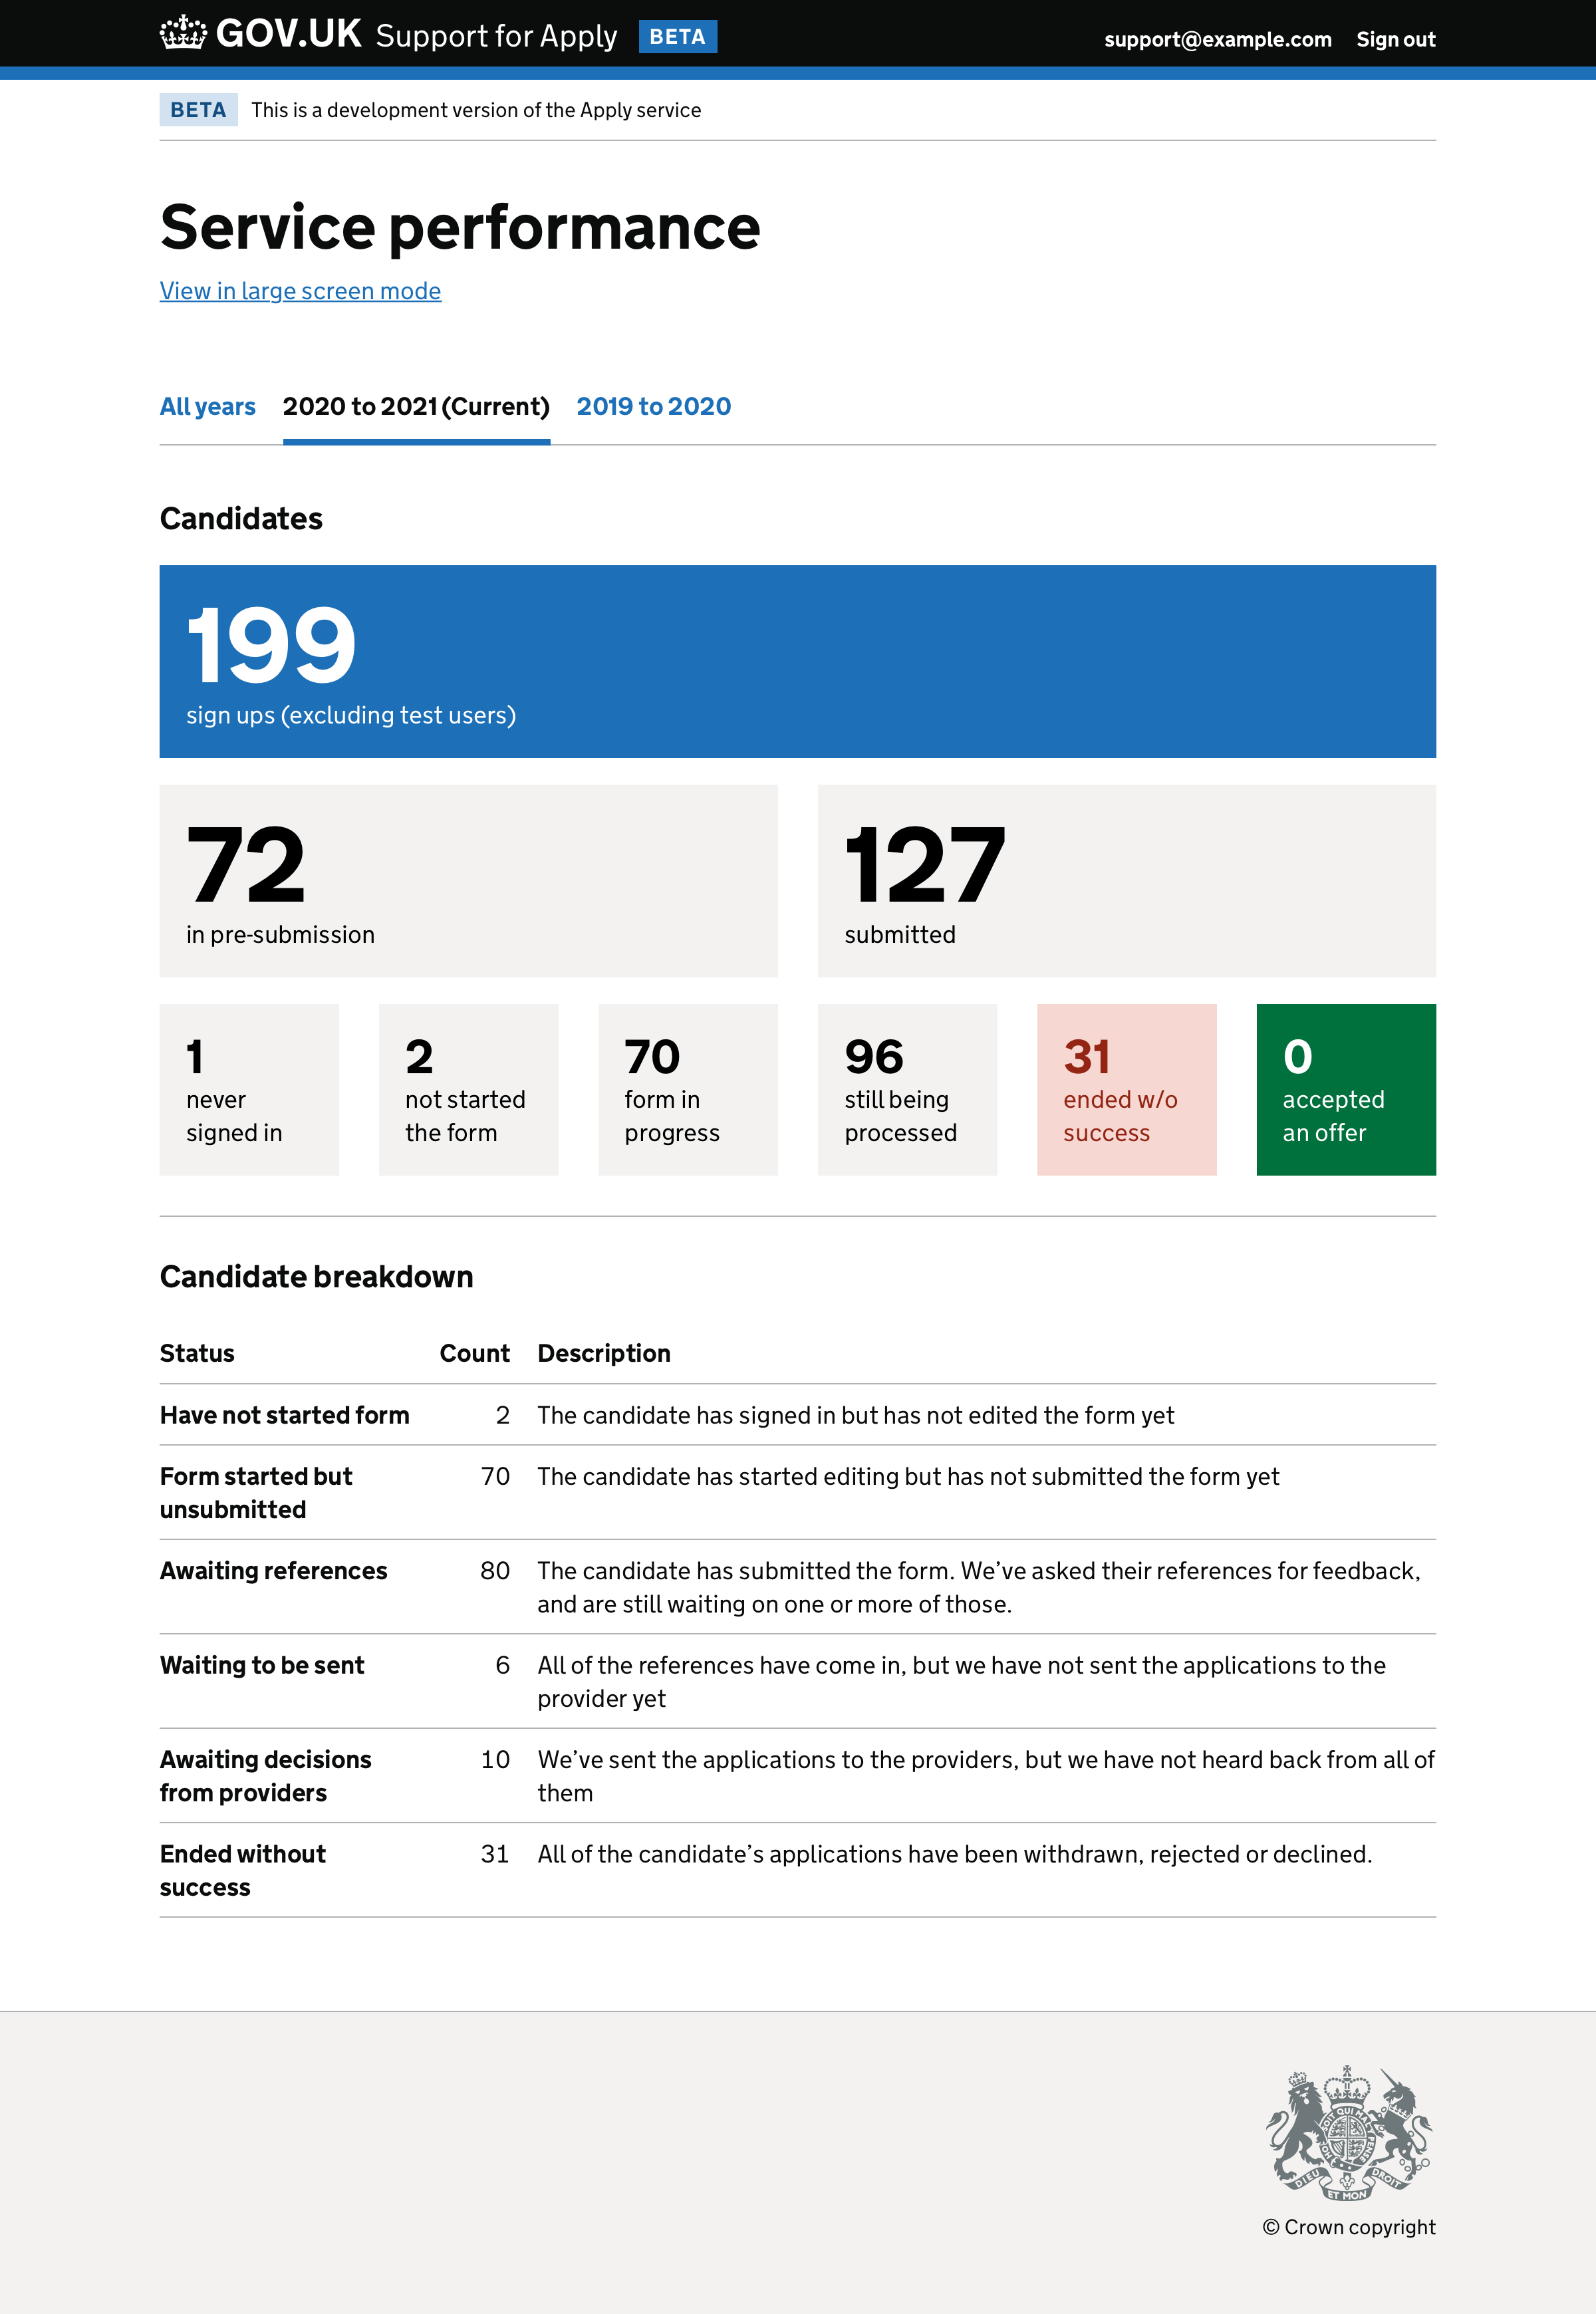 GOV.UK Support for Apply BETA support@example.com Sign out
BETA This is a development version of the Apply service
Service performance
View in large screen mode
All years 2020 to 2021 (Current) 2019 to 2020
Candidates
199
sign ups (excluding test users)
72
in pre-submission
127
submitted
1
never
signed in
2
not started
the form
70
form in
progress
96
still being
processed
31
ended w/o
success
0
accepted
an offer
Candidate breakdown
Status Count Description
Have not started form 2 The candidate has signed in but has not edited the form yet
Form started but 70 The candidate has started editing but has not submitted the form yet
unsubmitted
Awaiting references 80 The candidate has submitted the form. We’ve asked their references for feedback,
and are still waiting on one or more of those.
Waiting to be sent 6 All of the references have come in, but we have not sent the applications to the
provider yet
Awaiting decisions 10 We’ve sent the applications to the providers, but we have not heard back from all of
from providers them
Ended without 31 All of the candidate’s applications have been withdrawn, rejected or declined.
success
DIEU ET MON DROIT
© Crown copyright